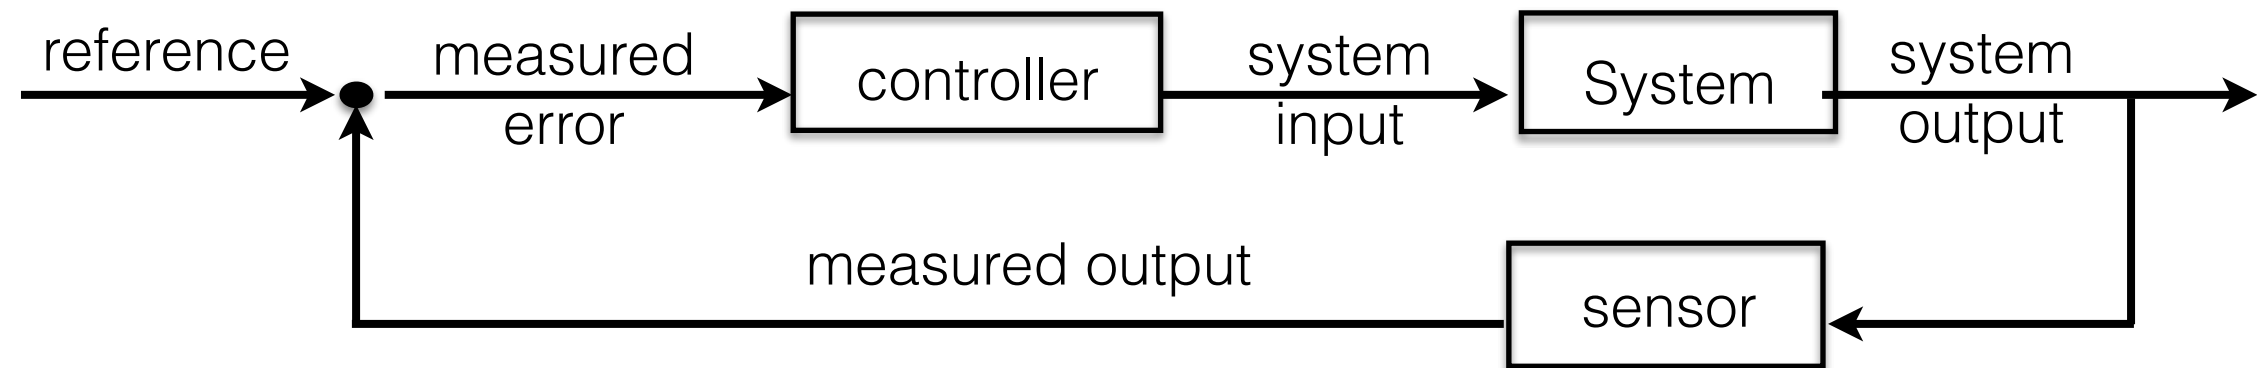 reference
measured
error
controller
system
input
System
system
output
measured output
sensor